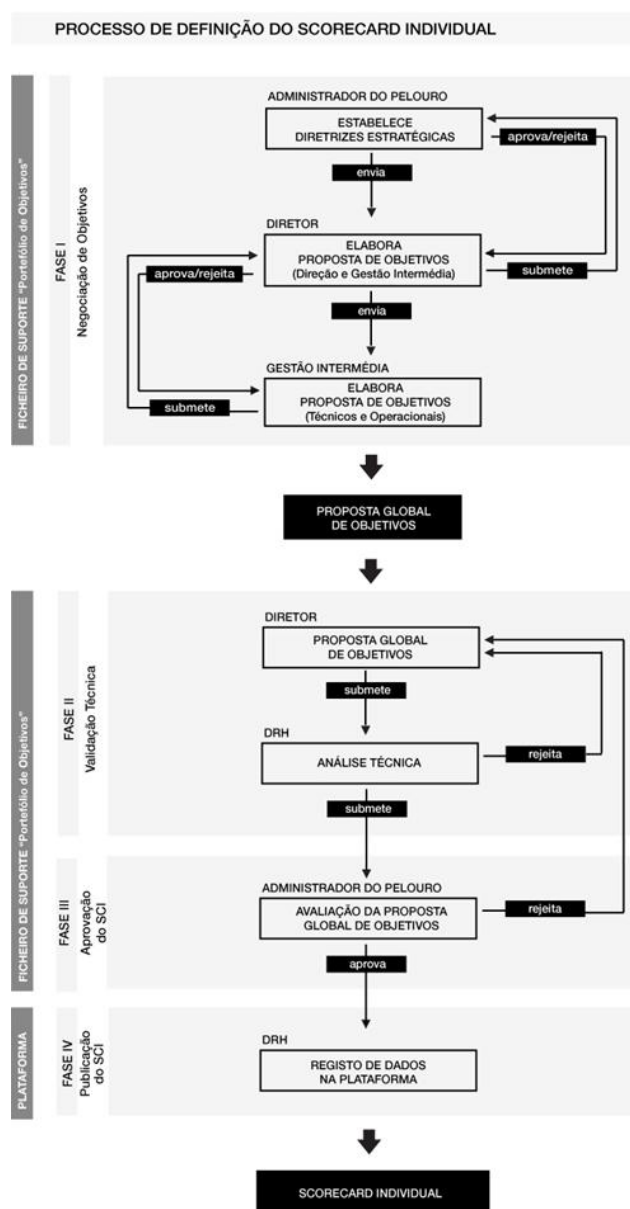 PROCESSO DE DEFINIÇÃO DO SCORECARD INDIVIDUAL
FICHEIRO DE SUPORTE “Portefólio de Objetivos”
FASE I
Negociação de Objetivos
ADMINISTRADOR DO PELOURO
ESTABELECE
DIRETRIZES ESTRATÉGICAS
aprova/rejeita
envia
DIRETOR
ELABORA
PROPOSTA DE OBJETIVOS
(Direção e Gestão Intermédia)
aprova/rejeita
submete
envia
GESTÃO INTERMÉDIA
ELABORA
PROPOSTA DE OBJETIVOS
(Técnicos e Operacionais)
submete
PROPOSTA GLOBAL
DE OBJETIVOS
FICHEIRO DE SUPORTE “Portefólio de Objetivos”
FASE II
Validação Técnica
DIRETOR
PROPOSTA GLOBAL
DE OBJETIVOS
submete
DRH
ANÁLISE TÉCNICA
rejeita
submete
FASE III
Aprovação
do SCI
ADMINISTRADOR DO PELOURO
AVALIAÇÃO DA PROPOSTA
GLOBAL DE OBJETIVOS
rejeita
aprova
PLATAFORMA
FASE IV
Publicação
do SCI
DRH
REGISTO DE DADOS
NA PLATAFORMA
SCORECARD INDIVIDUAL